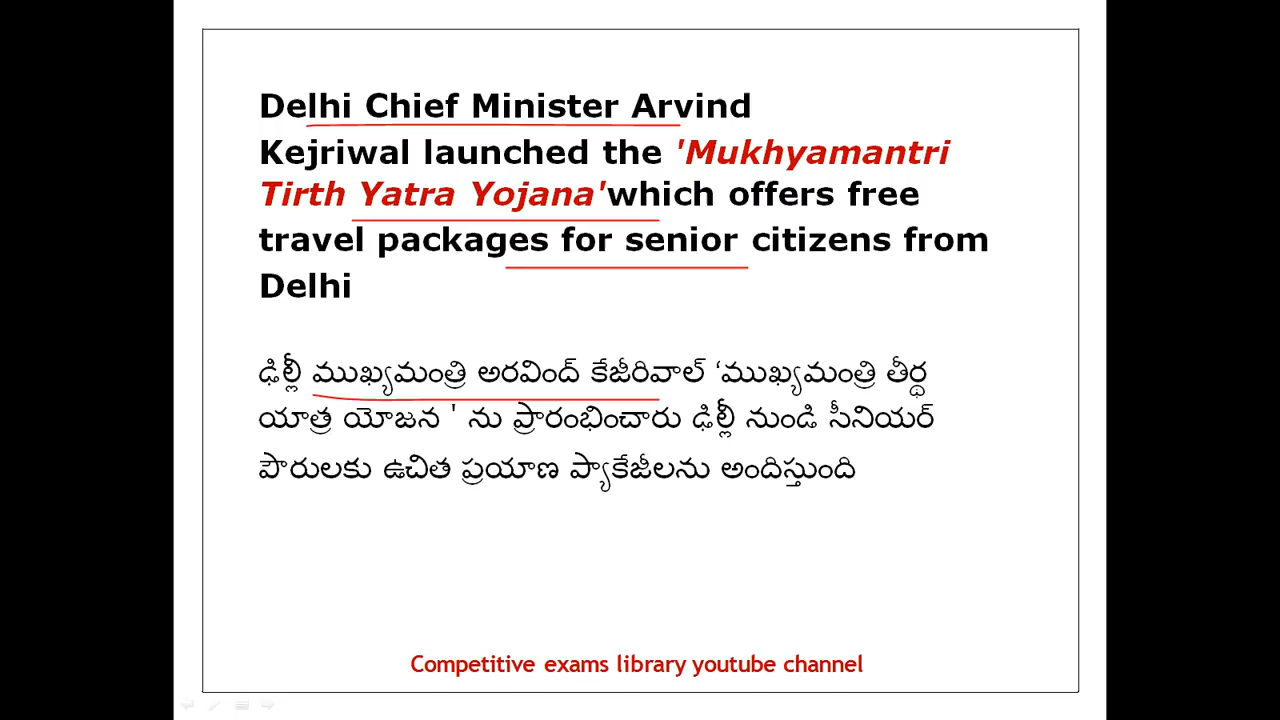 Delhi Chief Minister Arvind
Kejriwal launched the 'Mukhyamantri
Tirth Yatra Yojana'which offers free
travel packages for senior citizens from
Delhi
ఢిల్లీ ముఖ్యమంత్రి అరవింద్ కేజీరివాల్ ‘ముఖ్యమంత్రి తీర్థ
యాత్ర యోజన ' ను ప్రారంభించారు ఢిల్లీ నుండి సీనియర్
పౌరులకు ఉచిత ప్రయాణ ప్యాకేజీలను అందిస్తుంది
Competitive exams library youtube channel